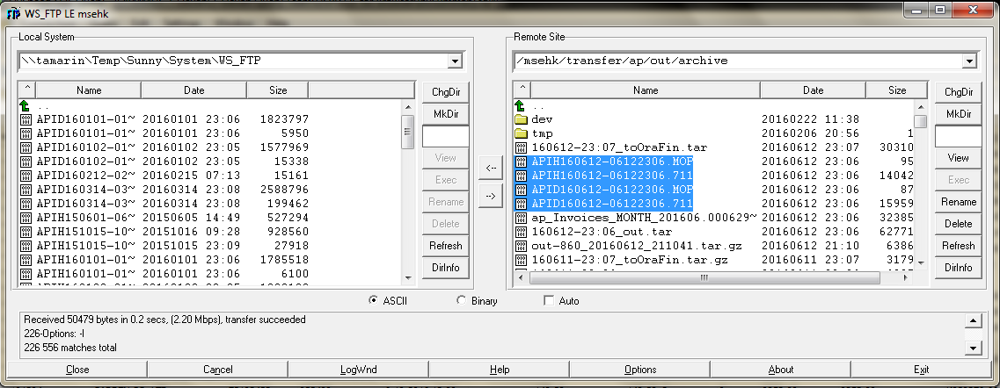 WS_FTP LE msehk
Local System
\\tamarin\Temp\Sunny\System\WS_FTP
^ Name Date Size
..
APID160101-01~ 20160101 23:06 1823797
APID160101-01~ 20160101 23:06 5950
APID160102-01~ 20160102 23:05 1577969
APID160102-01~ 20160102 23:05 15338
APID160212-02~ 20160215 07:13 15161
APID160314-03~ 20160314 23:08 2588796
APID160314-03~ 20160314 23:08 199462
APIH150601-06~ 20150605 14:49 527294
APIH151015-10~ 20151016 09:28 928560
APIH151015-10~ 20151015 23:09 27918
APIH160101-01~ 20160101 23:06 1785518
APIH160101-01~ 20160101 23:06 6100
ChgDir
MkDir
View
Exec
Rename
Delete
Refresh
DirInfo
<--
-->
Remote Site
/msehk/transfer/ap/out/archive
^ Name Date Size
..
dev 20160222 11:38
tmp 20160206 20:56 1
160612-23:07_toOraFin.tar 20160612 23:07 30310
APIH160612-06122306.MOP 20160612 23:06 95
APIH160612-06122306.711 20160612 23:06 14042
APID160612-06122306.MOP 20160612 23:06 87
APID160612-06122306.711 20160612 23:06 15959
ap_Invoices_MONTH_201606.000629~ 20160612 23:06 32385
160612-23:06_out.tar 20160612 23:06 62771
out-860_20160612_211041.tar.gz 20160612 21:10 6386
160611-23:07_toOraFin.tar.gz 20160611 23:07 3179
ChgDir
MkDir
View
Exec
Rename
Delete
Refresh
DirInfo
ASCII Binary Auto
Received 50479 bytes in 0.2 secs, (2.20 Mbps), transfer succeeded
226-Options: -l
226 556 matches total
Close Cancel LogWnd Help Options About Exit